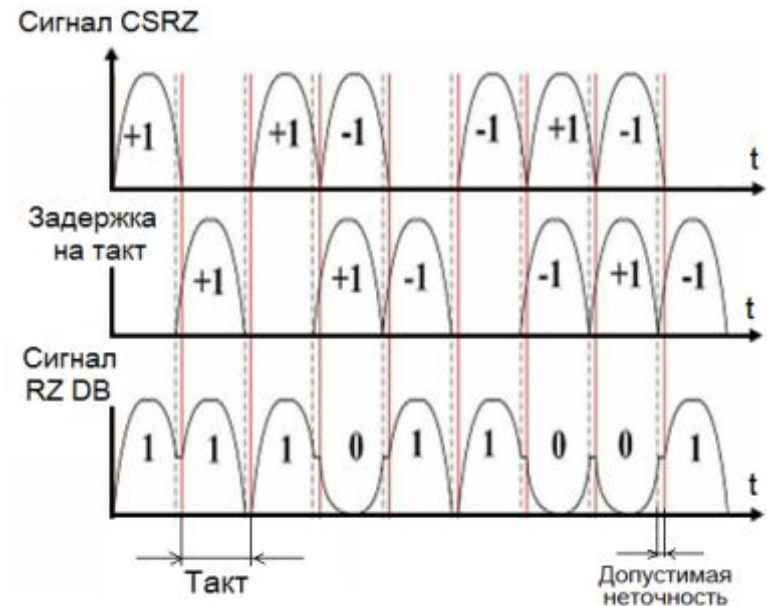 Сигнал CSRZ
+1 +1 -1 -1 +1 -1
t
Задержка
на такт
+1 +1 -1 -1 +1 -1
t
Сигнал
RZ DB
1 1 1 0 1 1 0 0 1
t
Такт
Допустимая
неточность